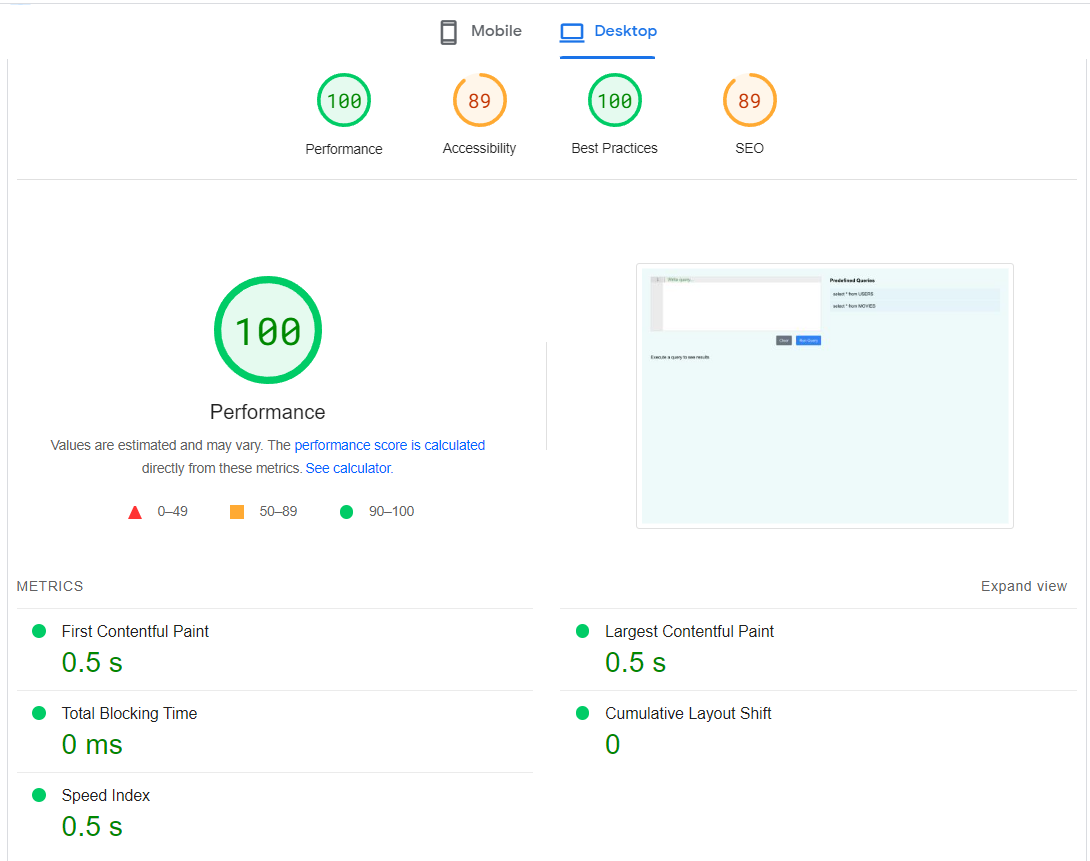 Mobile
Desktop
100
89
100
89
Performance
Accessibility
Best Practices
SEO
100
Performance
Values are estimated and may vary. The performance score is calculated
directly from these metrics. See calculator.
0–49
50–89
90–100
1
Write query...
Clear
Run Query
Execute a query to see results
Predefined Queries
select * from USERS
select * from MOVIES
METRICS
Expand view
First Contentful Paint
0.5 s
Largest Contentful Paint
0.5 s
Total Blocking Time
0 ms
Cumulative Layout Shift
0
Speed Index
0.5 s